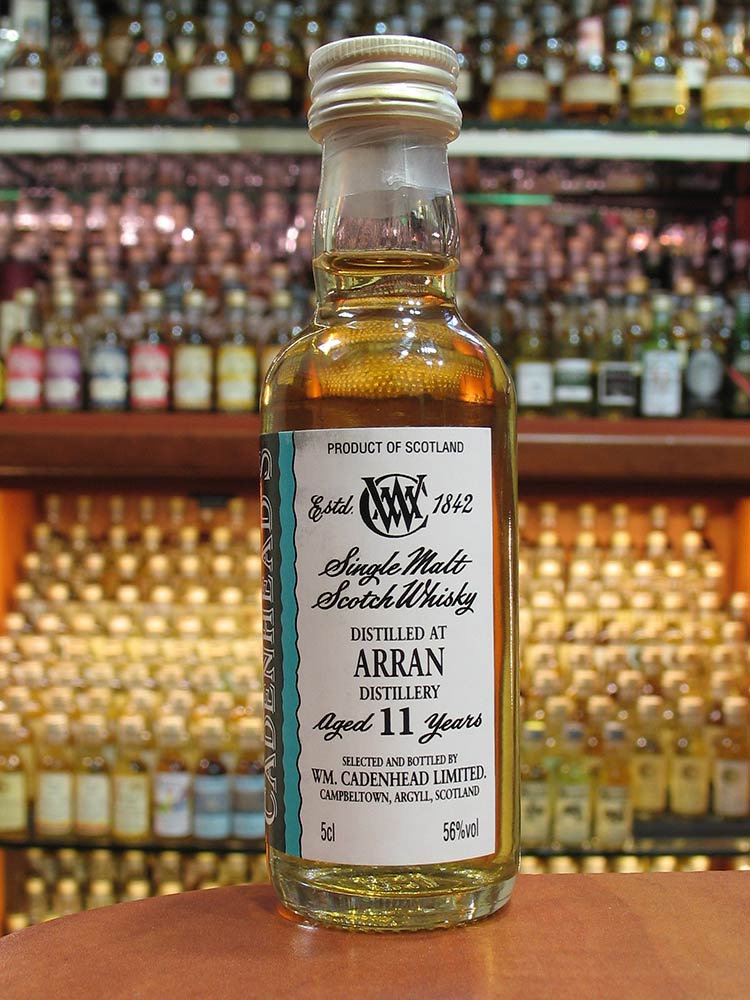 PRODUCT OF SCOTLAND
Estd. WMC 1842
Single Malt
Scotch Whisky
DISTILLED AT
ARRAN
DISTILLERY
Aged 11 Years
SELECTED AND BOTTLED BY
WM. CADENHEAD LIMITED.
CAMPBELTOWN, ARGYLL, SCOTLAND
5cl 56%vol
CADENHEAD'S